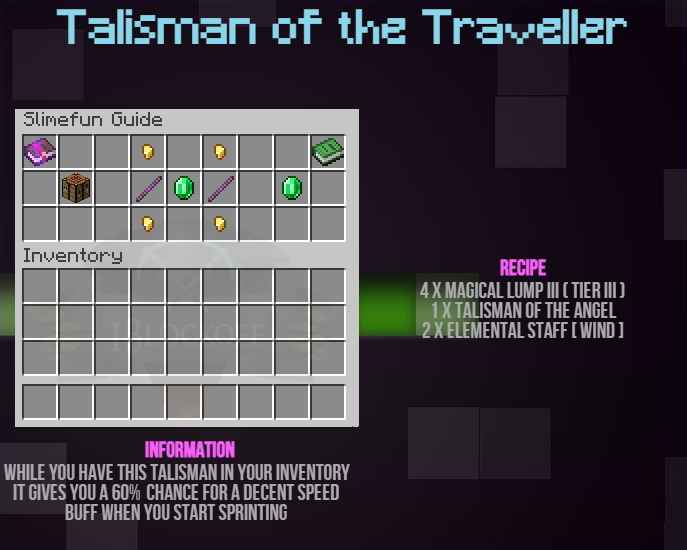 Talisman of the Traveller
Slimefun Guide
Inventory
IBLOCKOFF
RECIPE
4 X MAGICAL LUMP III ( TIER III )
1 X TALISMAN OF THE ANGEL
2 X ELEMENTAL STAFF [ WIND ]
INFORMATION
WHILE YOU HAVE THIS TALISMAN IN YOUR INVENTORY
IT GIVES YOU A 60% CHANCE FOR A DECENT SPEED
BUFF WHEN YOU START SPRINTING